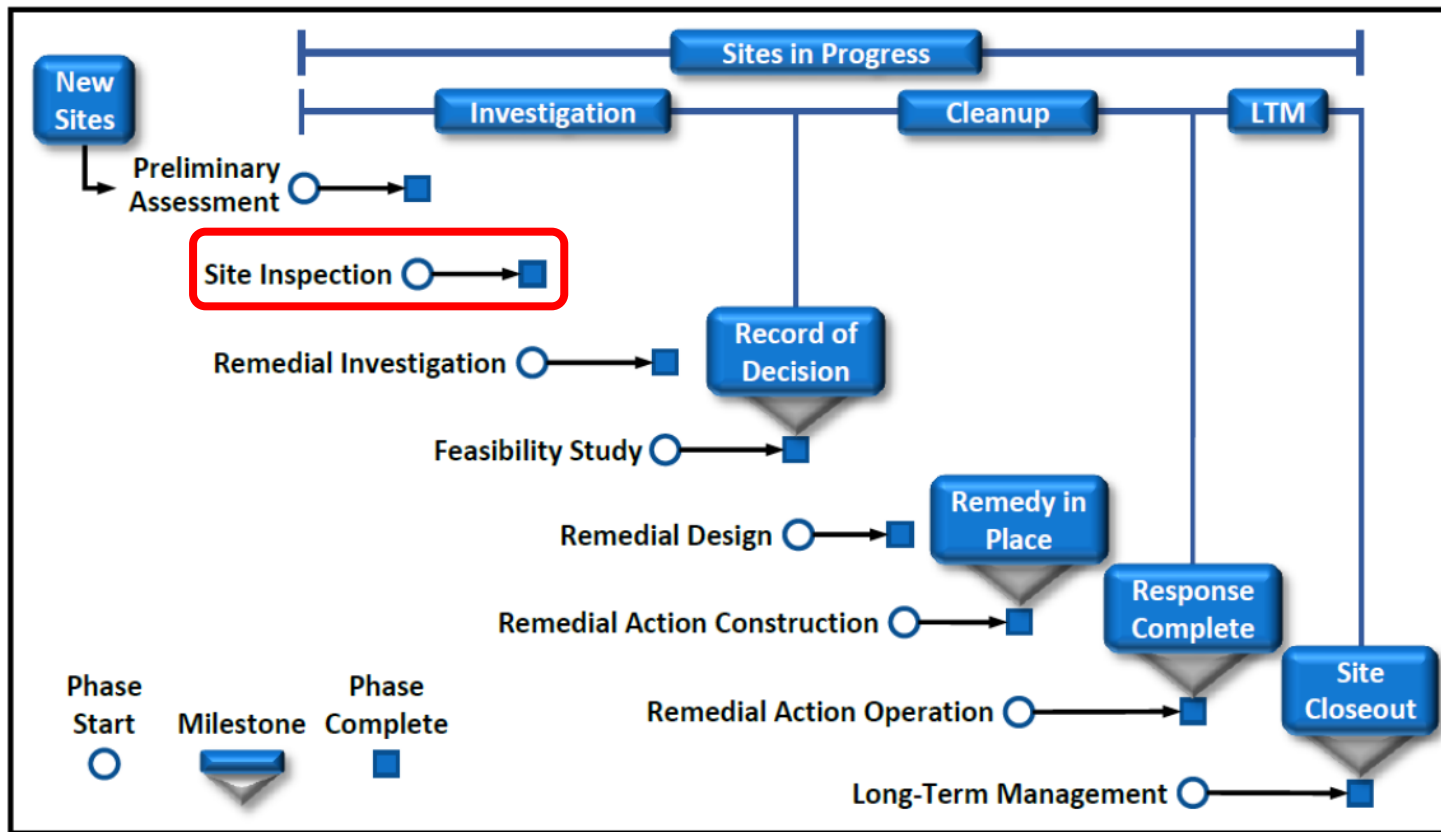 Sites in Progress
New
Sites
Investigation
Cleanup
LTM
Preliminary
Assessment
Site Inspection
Remedial Investigation
Record of
Decision
Feasibility Study
Remedial Design
Remedy in
Place
Remedial Action Construction
Response
Complete
Remedial Action Operation
Site
Closeout
Long-Term Management
Phase
Start
Milestone
Phase
Complete